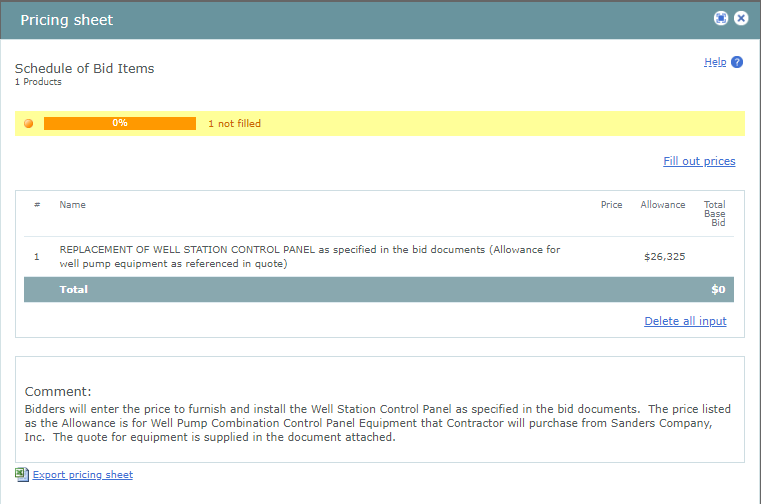 Pricing sheet
Schedule of Bid Items
Help ?
1 Products
0%
1 not filled
Fill out prices
# Name Price Allowance Total
Base
Bid
1 REPLACEMENT OF WELL STATION CONTROL PANEL as specified in the bid documents (Allowance for
well pump equipment as referenced in quote)
$26,325
Total $0
Delete all input
Comment:
Bidders will enter the price to furnish and install the Well Station Control Panel as specified in the bid documents. The price listed
as the Allowance is for Well Pump Combination Control Panel Equipment that Contractor will purchase from Sanders Company,
Inc. The quote for equipment is supplied in the document attached.
Export pricing sheet